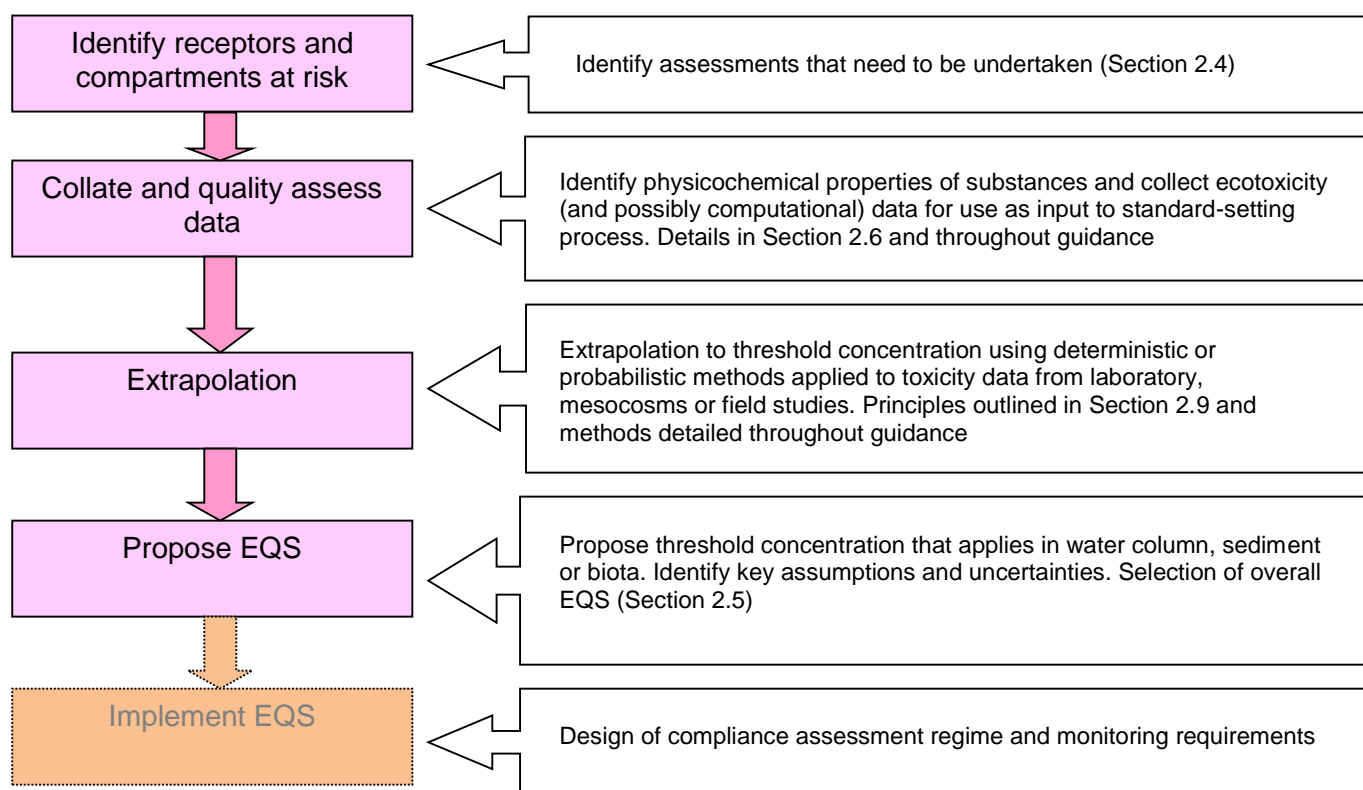 Identify receptors and
compartments at risk
Identify assessments that need to be undertaken (Section 2.4)
Collate and quality assess
data
Identify physicochemical properties of substances and collect ecotoxicity
(and possibly computational) data for use as input to standard-setting
process. Details in Section 2.6 and throughout guidance
Extrapolation
Extrapolation to threshold concentration using deterministic or
probabilistic methods applied to toxicity data from laboratory,
mesocosms or field studies. Principles outlined in Section 2.9 and
methods detailed throughout guidance
Propose EQS
Propose threshold concentration that applies in water column, sediment
or biota. Identify key assumptions and uncertainties. Selection of overall
EQS (Section 2.5)
Implement EQS
Design of compliance assessment regime and monitoring requirements